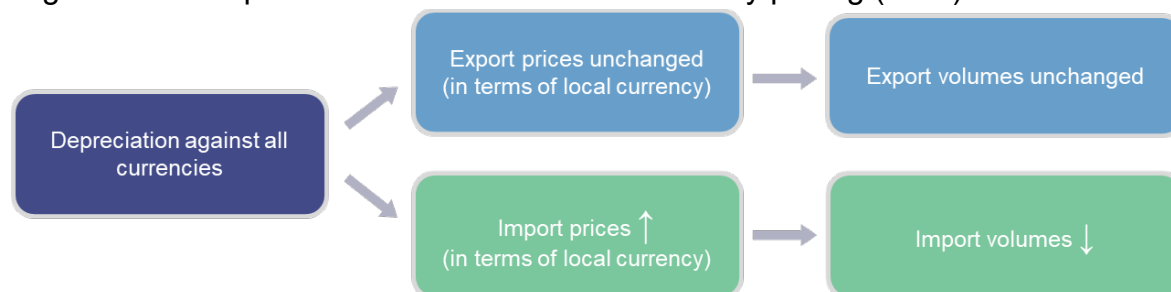 Export prices unchanged
(in terms of local currency)
Export volumes unchanged
Depreciation against all
currencies
Import prices ↑
(in terms of local currency)
Import volumes ↓